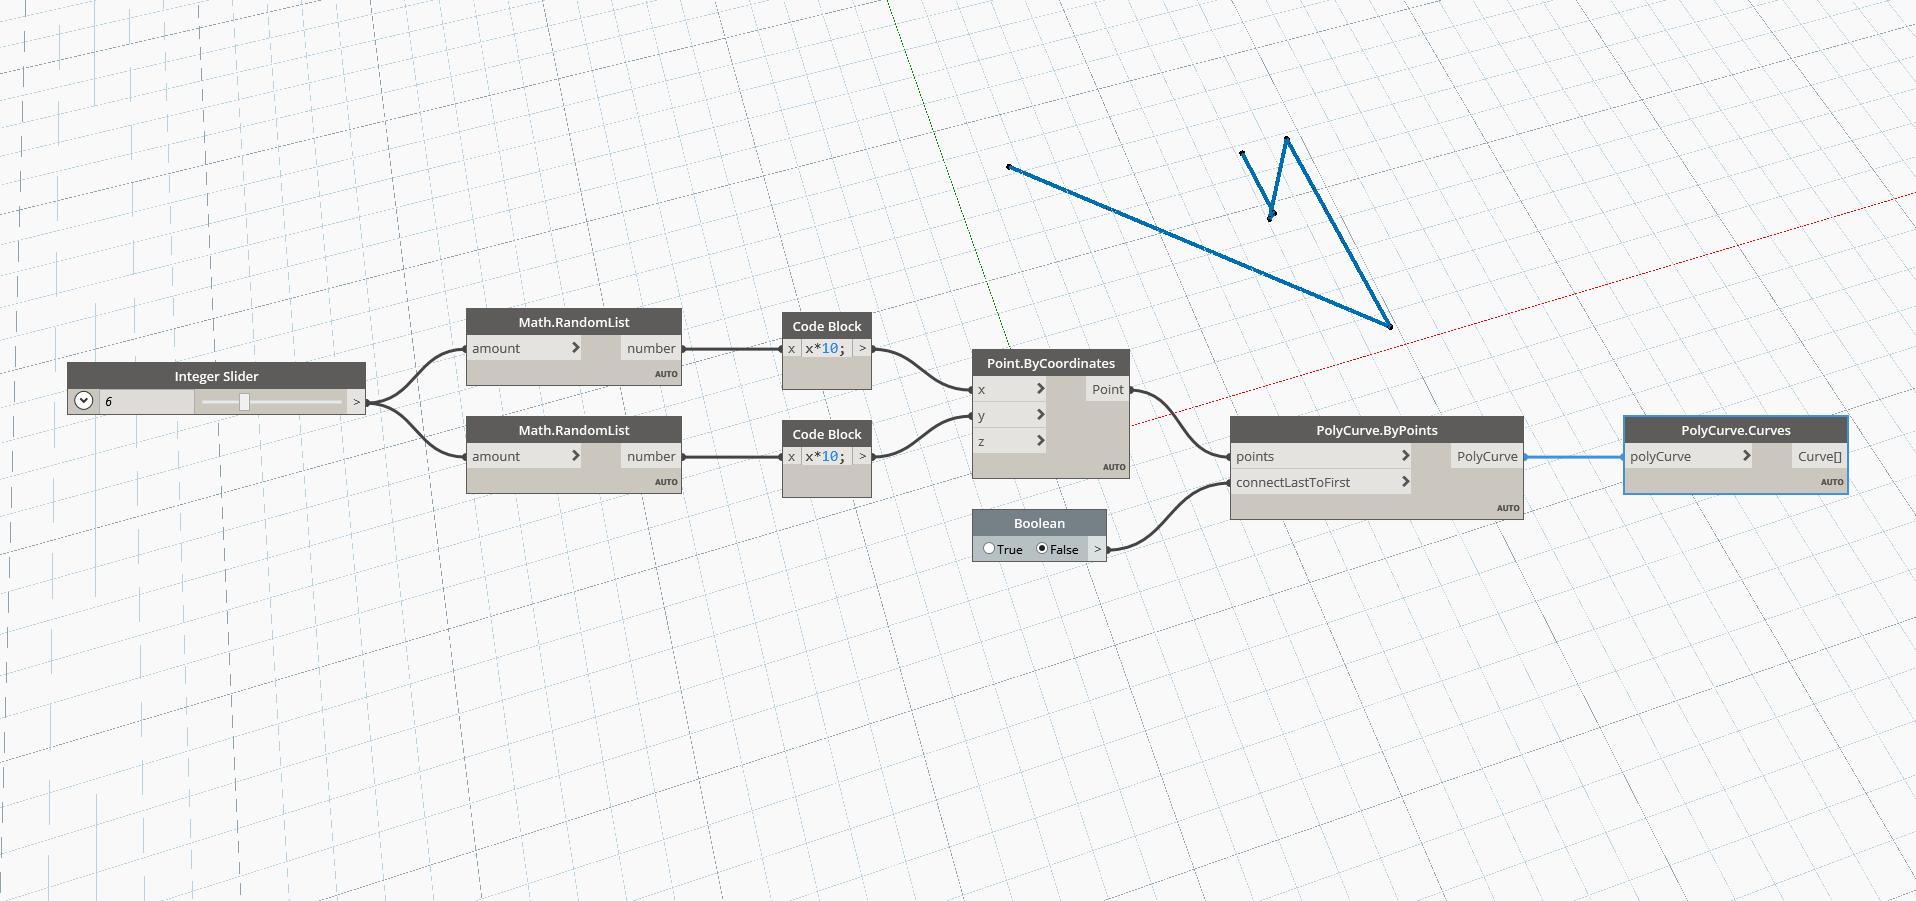 Integer Slider
6 >
Math.RandomList
amount number
AUTO
Math.RandomList
amount number
AUTO
Code Block
x x*10; >
Code Block
x x*10; >
Point.ByCoordinates
x Point
y
z
AUTO
Boolean
True False >
PolyCurve.ByPoints
points PolyCurve
connectLastToFirst
AUTO
PolyCurve.Curves
polyCurve Curve[]
AUTO